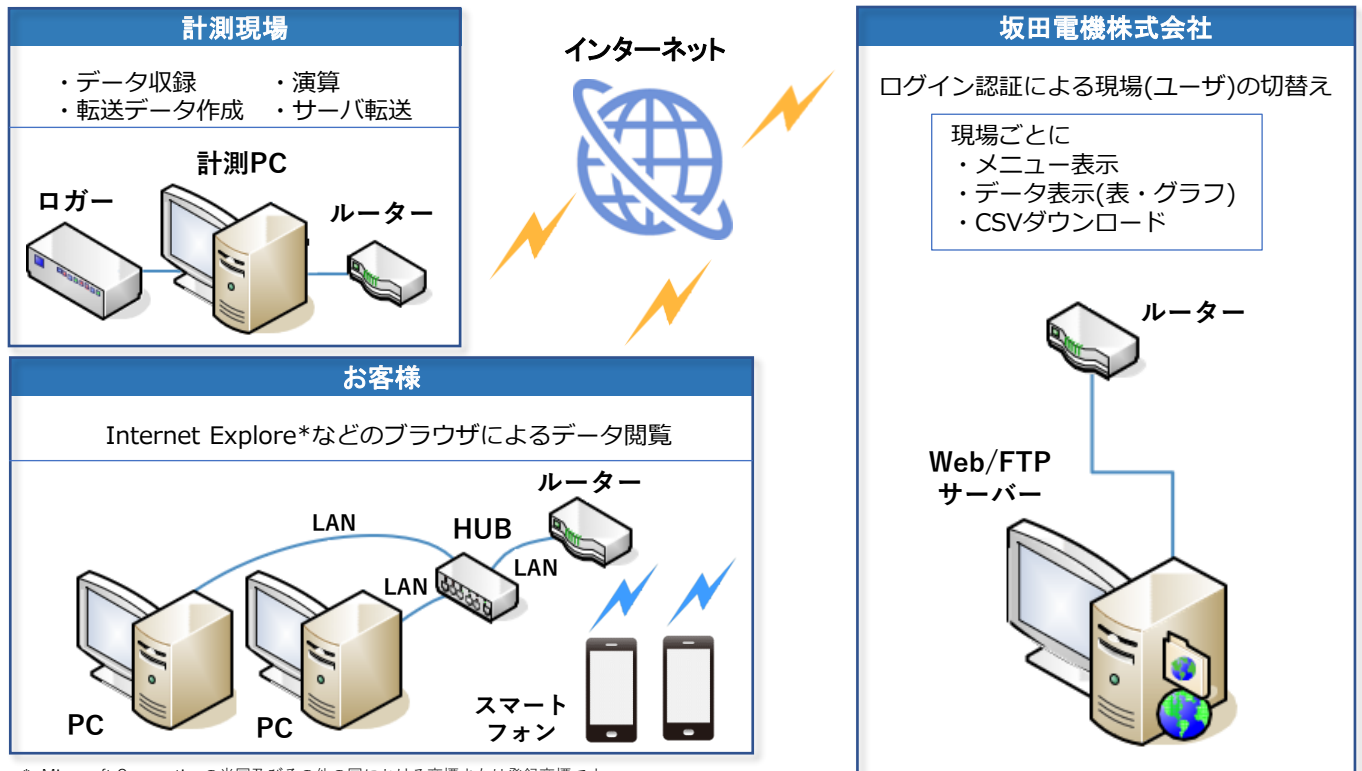 計測現場
・データ収録　・演算
・転送データ作成　・サーバ転送
計測PC
ロガー
ルーター
インターネット
坂田電機株式会社
ログイン認証による現場(ユーザ)の切替え
現場ごとに
・メニュー表示
・データ表示(表・グラフ)
・CSVダウンロード
ルーター
Web/FTP
サーバー
お客様
Internet Explore*などのブラウザによるデータ閲覧
ルーター
LAN
HUB
LAN
LAN
PC
PC
スマート
フォン